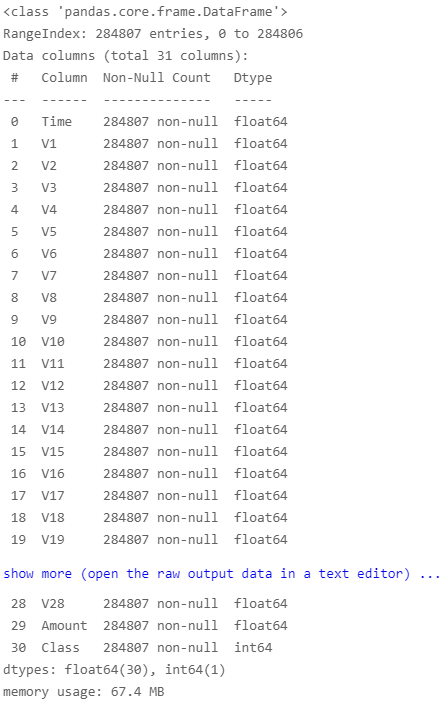 <class 'pandas.core.frame.DataFrame'>
RangeIndex: 284807 entries, 0 to 284806
Data columns (total 31 columns):
 #   Column  Non-Null Count   Dtype
---  ------  --------------   -----
 0   Time    284807 non-null  float64
 1   V1      284807 non-null  float64
 2   V2      284807 non-null  float64
 3   V3      284807 non-null  float64
 4   V4      284807 non-null  float64
 5   V5      284807 non-null  float64
 6   V6      284807 non-null  float64
 7   V7      284807 non-null  float64
 8   V8      284807 non-null  float64
 9   V9      284807 non-null  float64
 10  V10     284807 non-null  float64
 11  V11     284807 non-null  float64
 12  V12     284807 non-null  float64
 13  V13     284807 non-null  float64
 14  V14     284807 non-null  float64
 15  V15     284807 non-null  float64
 16  V16     284807 non-null  float64
 17  V17     284807 non-null  float64
 18  V18     284807 non-null  float64
 19  V19     284807 non-null  float64
show more (open the raw output data in a text editor) ...
 28  V28     284807 non-null  float64
 29  Amount  284807 non-null  float64
 30  Class   284807 non-null  int64
dtypes: float64(30), int64(1)
memory usage: 67.4 MB